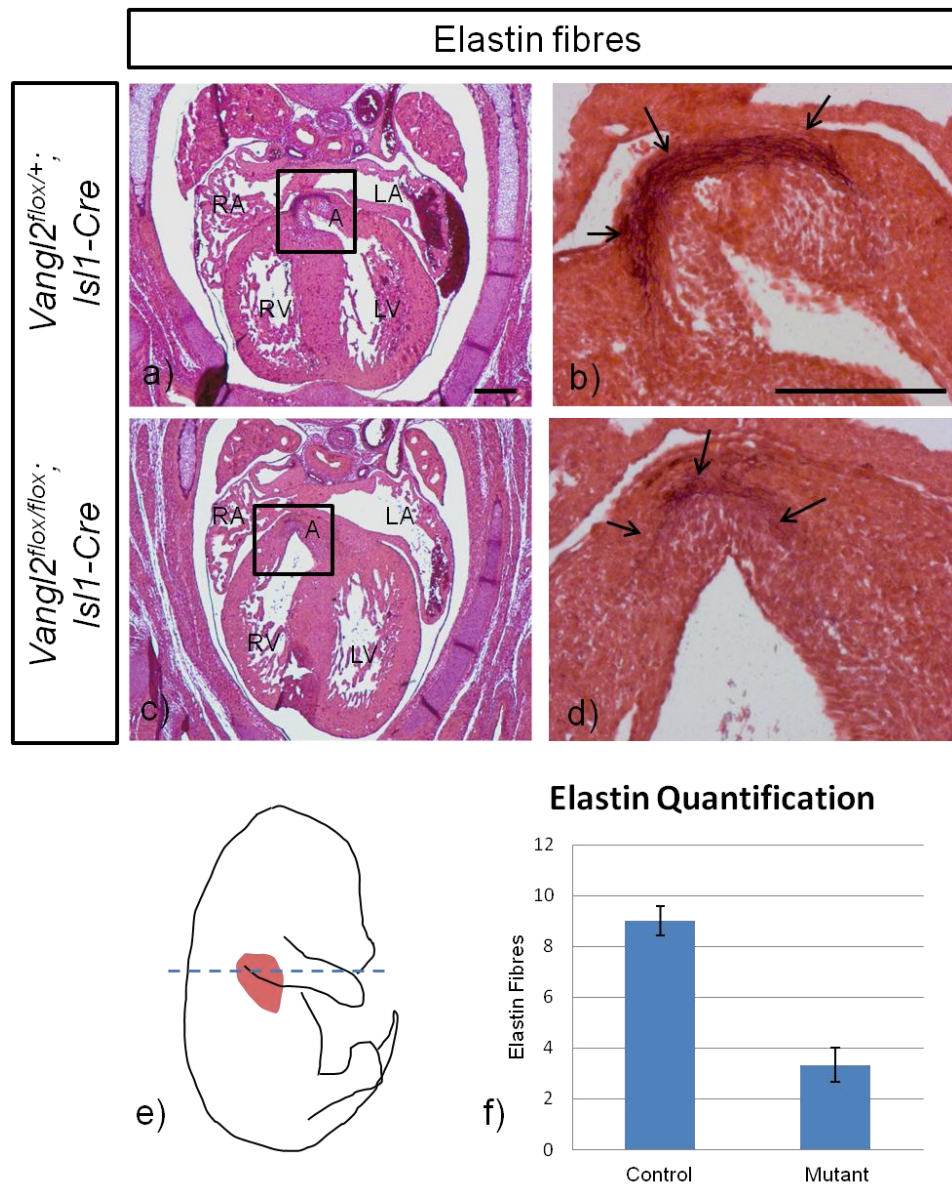 Elastin fibres
Vangl2flox/+;
Isl1-Cre
RA
LA
A
RV
LV
a)
b)
Vangl2flox/flox;
Isl1-Cre
RA
A
LA
RV
LV
c)
d)
e)
Elastin Quantification
12
10
8
6
4
2
0
Elastin Fibres
Control
Mutant
f)